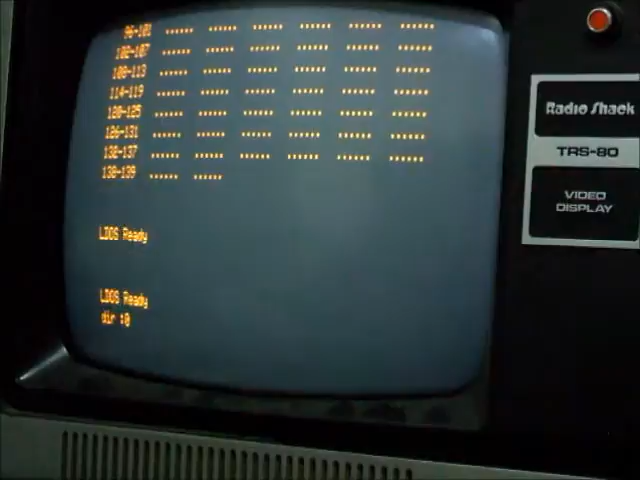 96-101 ...... ...... ...... ...... ...... ......
102-107 ...... ...... ...... ...... ...... ......
108-113 ...... ...... ...... ...... ...... ......
114-119 ...... ...... ...... ...... ...... ......
120-125 ...... ...... ...... ...... ...... ......
126-131 ...... ...... ...... ...... ...... ......
132-137 ...... ...... ...... ...... ...... ......
138-139 ...... ......
LDOS Ready
LDOS Ready
dir :0
Radio Shack
TRS-80
VIDEO
DISPLAY